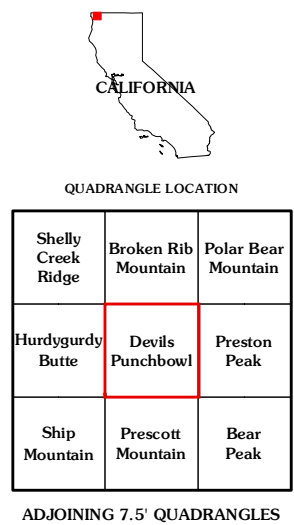 CALIFORNIA
QUADRANGLE LOCATION
Shelly
Creek
Ridge
Broken Rib
Mountain
Polar Bear
Mountain
Hurdygurdy
Butte
Devils
Punchbowl
Preston
Peak
Ship
Mountain
Prescott
Mountain
Bear
Peak
ADJOINING 7.5' QUADRANGLES